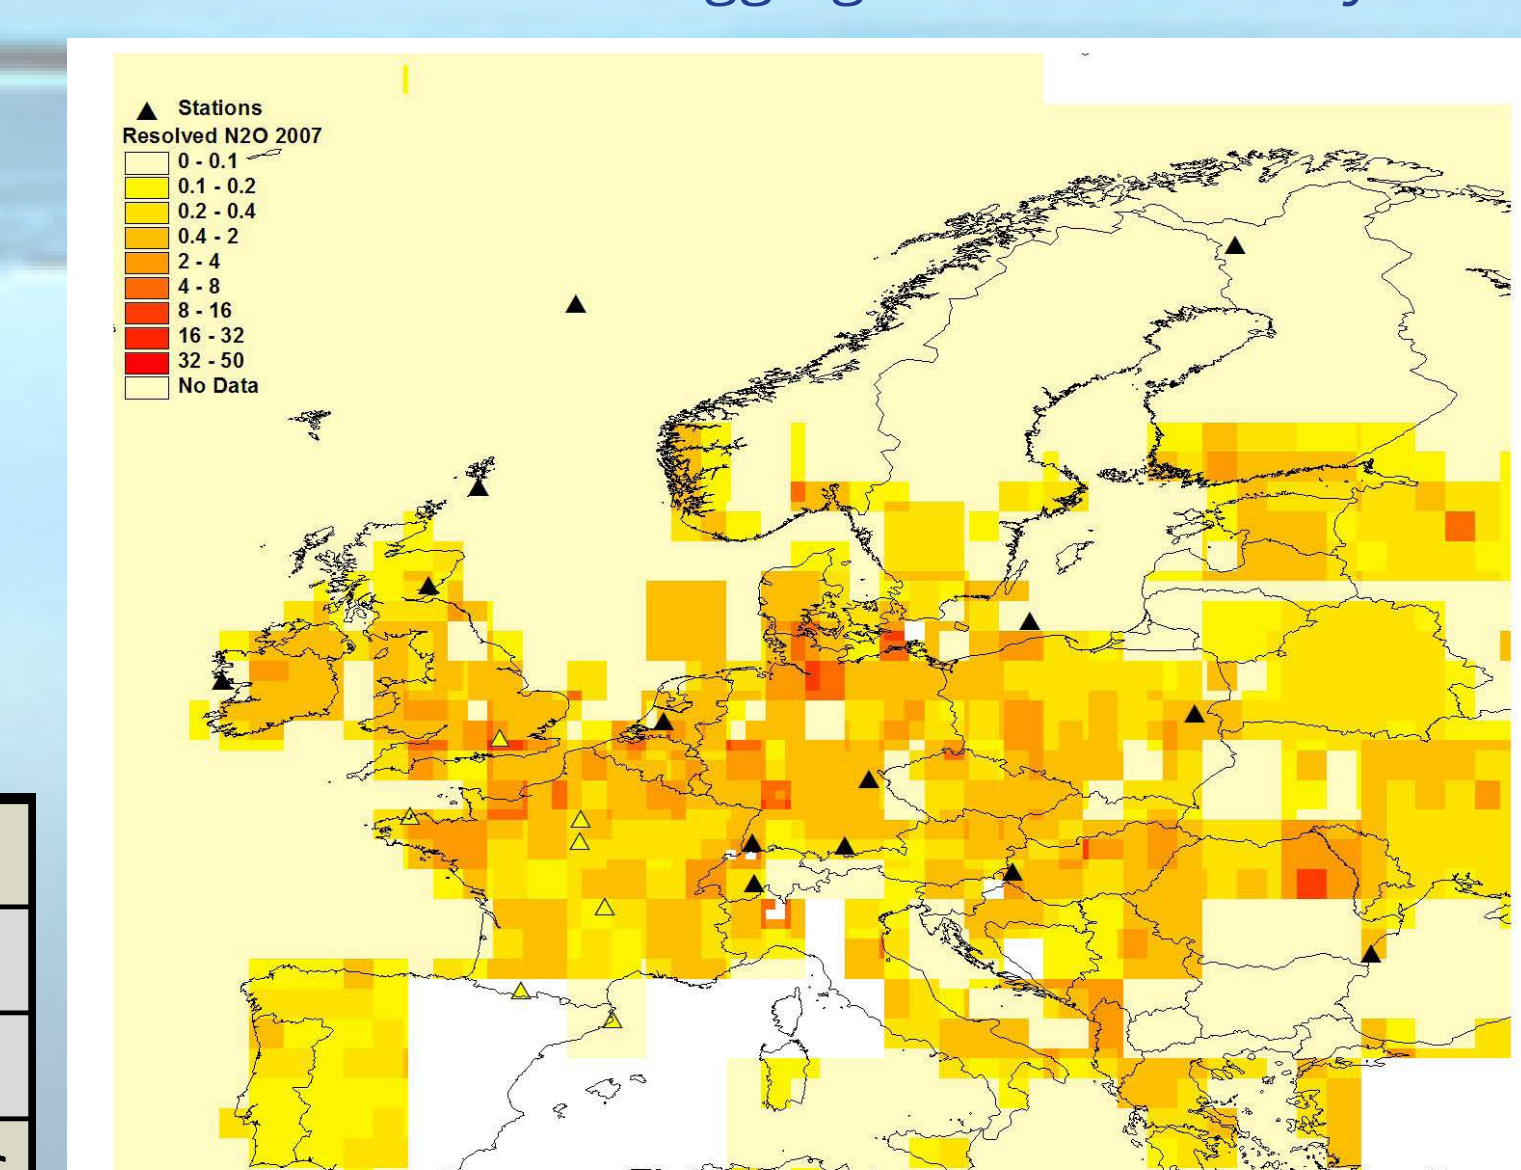 Stations
Resolved N2O 2007
0 - 0.1
0.1 - 0.2
0.2 - 0.4
0.4 - 2
2 - 4
4 - 8
8 - 16
16 - 32
32 - 50
No Data